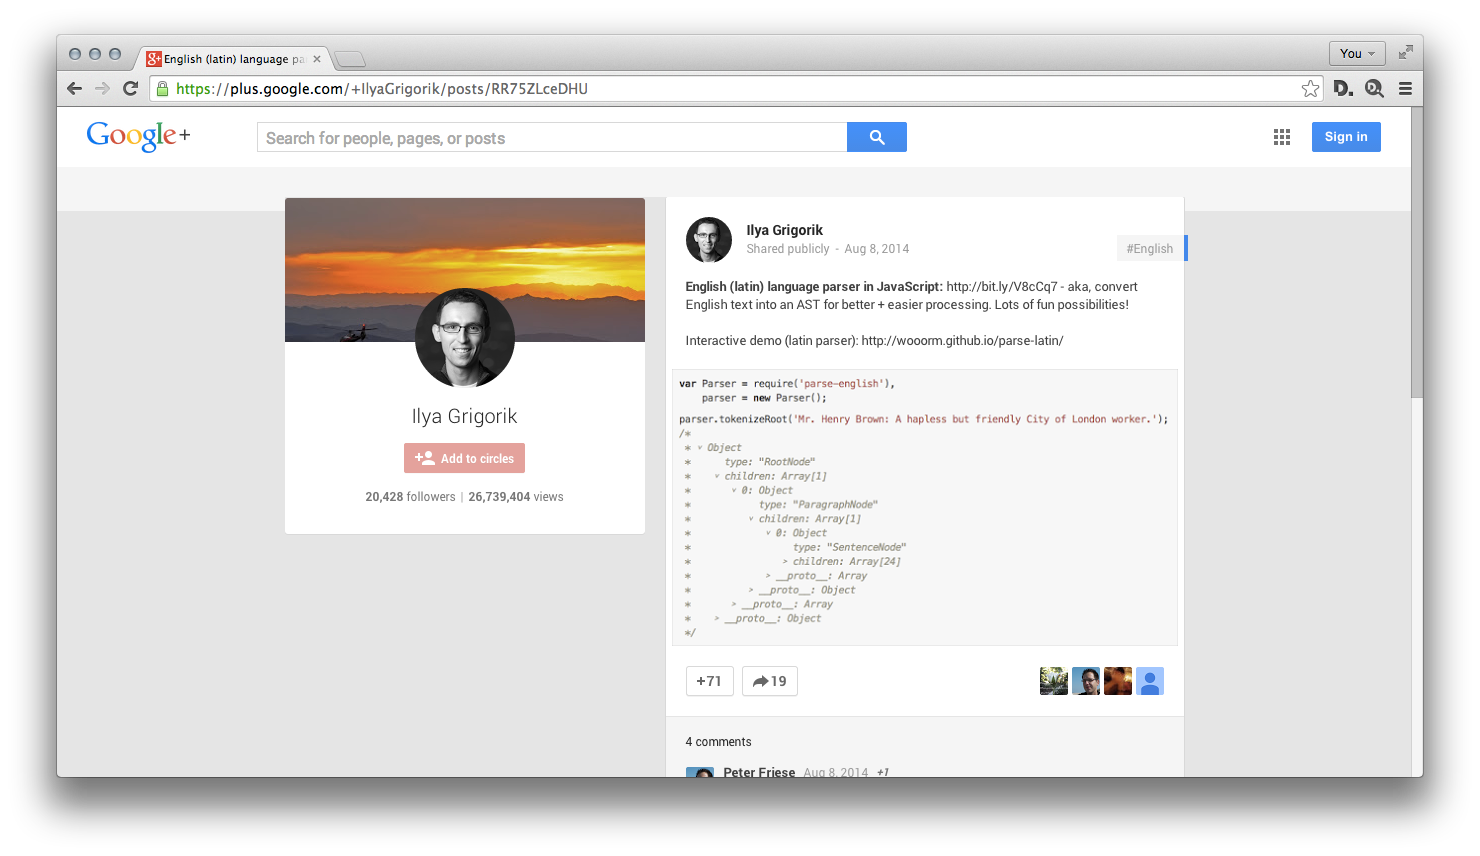 English (latin) language pa
You
https://plus.google.com/+IlyaGrigorik/posts/RR75ZLceDHU
Google+
Search for people, pages, or posts
Sign in
Ilya Grigorik
Add to circles
20,428 followers | 26,739,404 views
Ilya Grigorik
Shared publicly - Aug 8, 2014
#English
English (latin) language parser in JavaScript: http://bit.ly/V8cCq7 - aka, convert
English text into an AST for better + easier processing. Lots of fun possibilities!
Interactive demo (latin parser): http://wooorm.github.io/parse-latin/
var Parser = require('parse-english'),
    parser = new Parser();
parser.tokenizeRoot('Mr. Henry Brown: A hapless but friendly City of London worker.');
/*
 * ˅ Object
 *     type: "RootNode"
 *   ˅ children: Array[1]
 *     ˅ 0: Object
 *         type: "ParagraphNode"
 *       ˅ children: Array[1]
 *         ˅ 0: Object
 *             type: "SentenceNode"
 *           > children: Array[24]
 *         > __proto__: Array
 *       > __proto__: Object
 *     > __proto__: Array
 *   > __proto__: Object
 */
+71
19
4 comments
Peter Friese Aug 8, 2014 +1